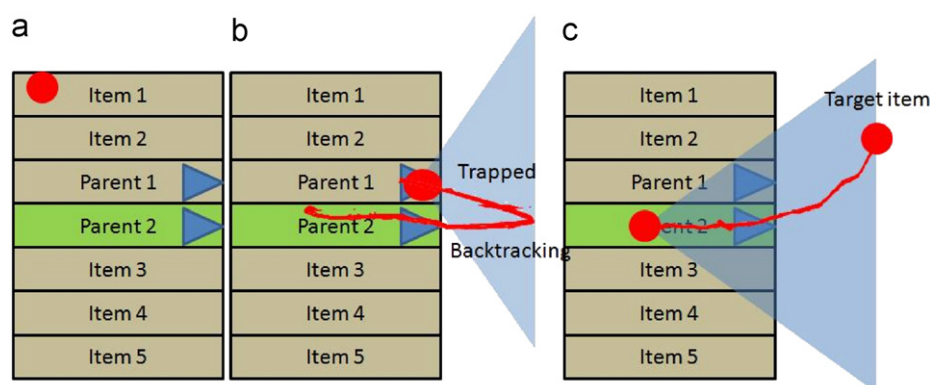 a
Item 1
Item 2
Parent 1
Parent 2
Item 3
Item 4
Item 5
b
Item 1
Item 2
Parent 1
Parent 2
Item 3
Item 4
Item 5
Trapped
Backtracking
c
Item 1
Item 2
Parent 1
Parent 2
Item 3
Item 4
Item 5
Target item